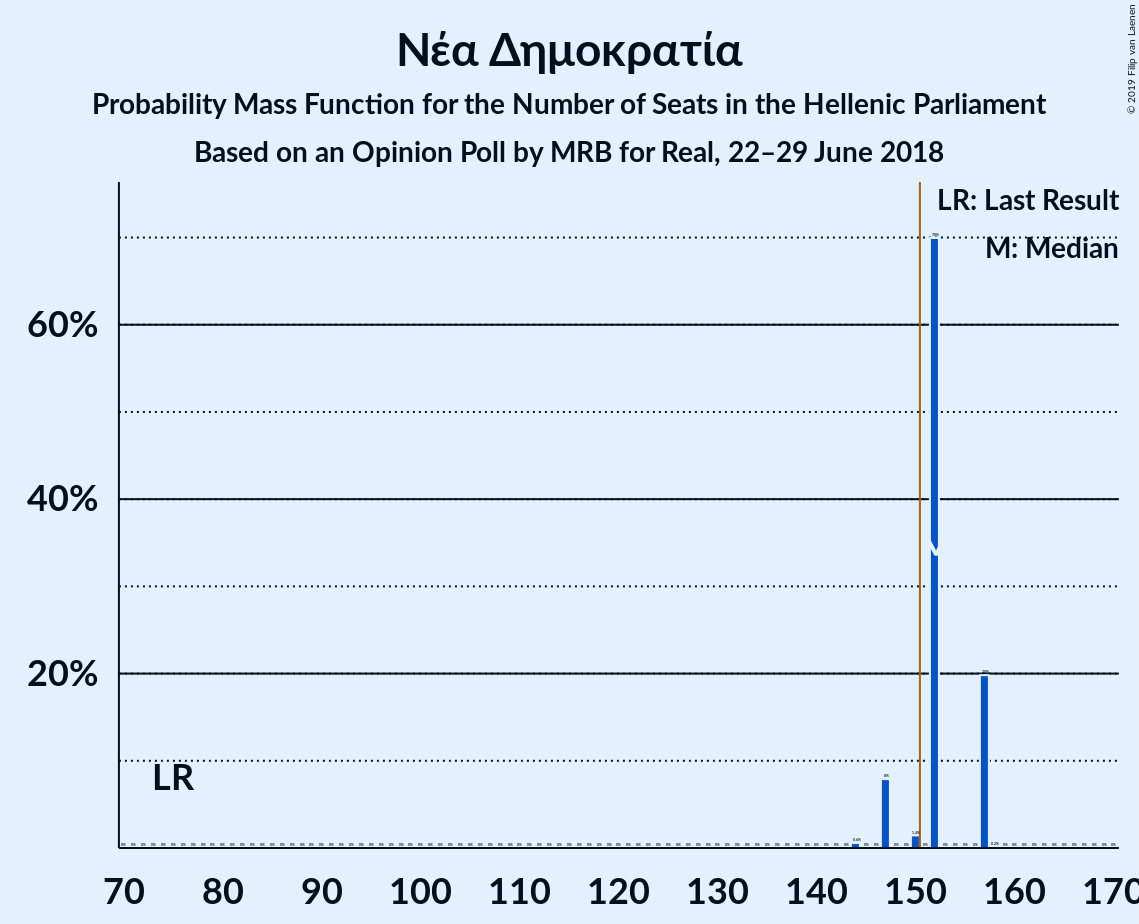 Νέα Δημοκρατία
Probability Mass Function for the Number of Seats in the Hellenic Parliament
Based on an Opinion Poll by MRB for Real, 22–29 June 2018
© 2019 Filip van Laenen
LR: Last Result
M: Median
60%
40%
20%
LR
70 80 90 100 110 120 130 140 150 160 170